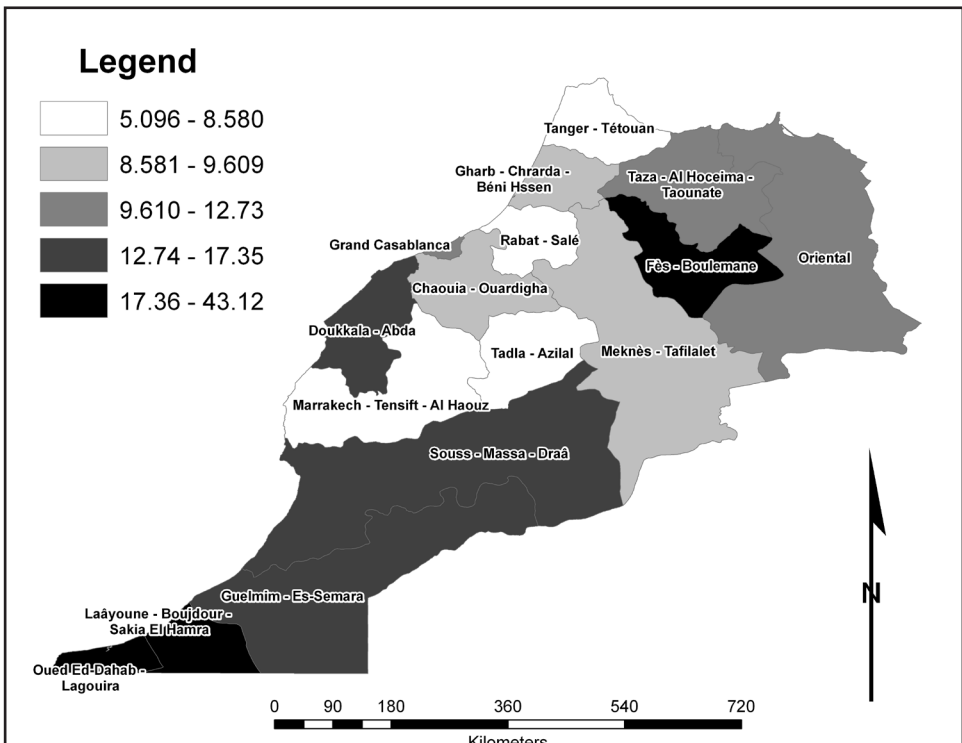 Legend
5.096 - 8.580
8.581 - 9.609
9.610 - 12.73
12.74 - 17.35
17.36 - 43.12
Tanger - Tétouan
Gharb - Chrarda -
Béni Hssen
Taza - Al Hoceima -
Taounate
Rabat - Salé
Grand Casablanca
Oriental
Fès - Boulemane
Chaouia - Ouardigha
Doukkala - Abda
Tadla - Azilal
Meknès - Tafilalet
Marrakech - Tensift - Al Haouz
Souss - Massa - Draâ
Guelmim - Es-Semara
Laâyoune - Boujdour -
Sakia El Hamra
Oued Ed-Dahab -
Lagouira
N
0 90 180 360 540 720
Kilometers